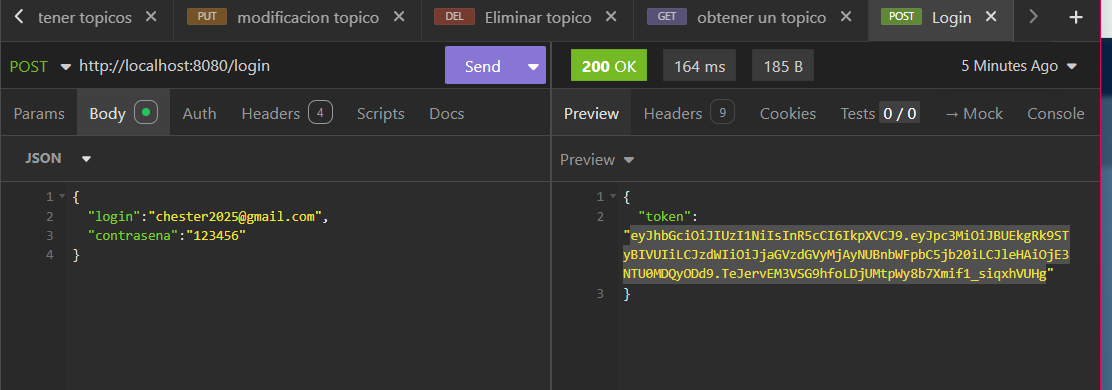 tener topicos
PUT modificacion topico
DEL Eliminar topico
GET obtener un topico
POST Login
POST http://localhost:8080/login
Send
200 OK
164 ms
185 B
5 Minutes Ago
Params Body Auth Headers 4 Scripts Docs
Preview Headers 9 Cookies Tests 0 / 0 → Mock Console
JSON
Preview
1 {
2 "login":"chester2025@gmail.com",
3 "contrasena":"123456"
4 }
1 {
2 "token":
"eyJhbGciOiJIUzI1NiIsInR5cCI6IkpXVCJ9.eyJpc3MiOiJBUEkgRk9ST
yBIVUIiLCJzdWIiOiJjaGVzdGVyMjAyNUBnbWFpbC5jb20iLCJleHAiOjE3
NTU0MDQyODd9.TeJervEM3VSG9hfoLDjUMtpWy8b7Xmif1_siqxhVUHg"
3 }